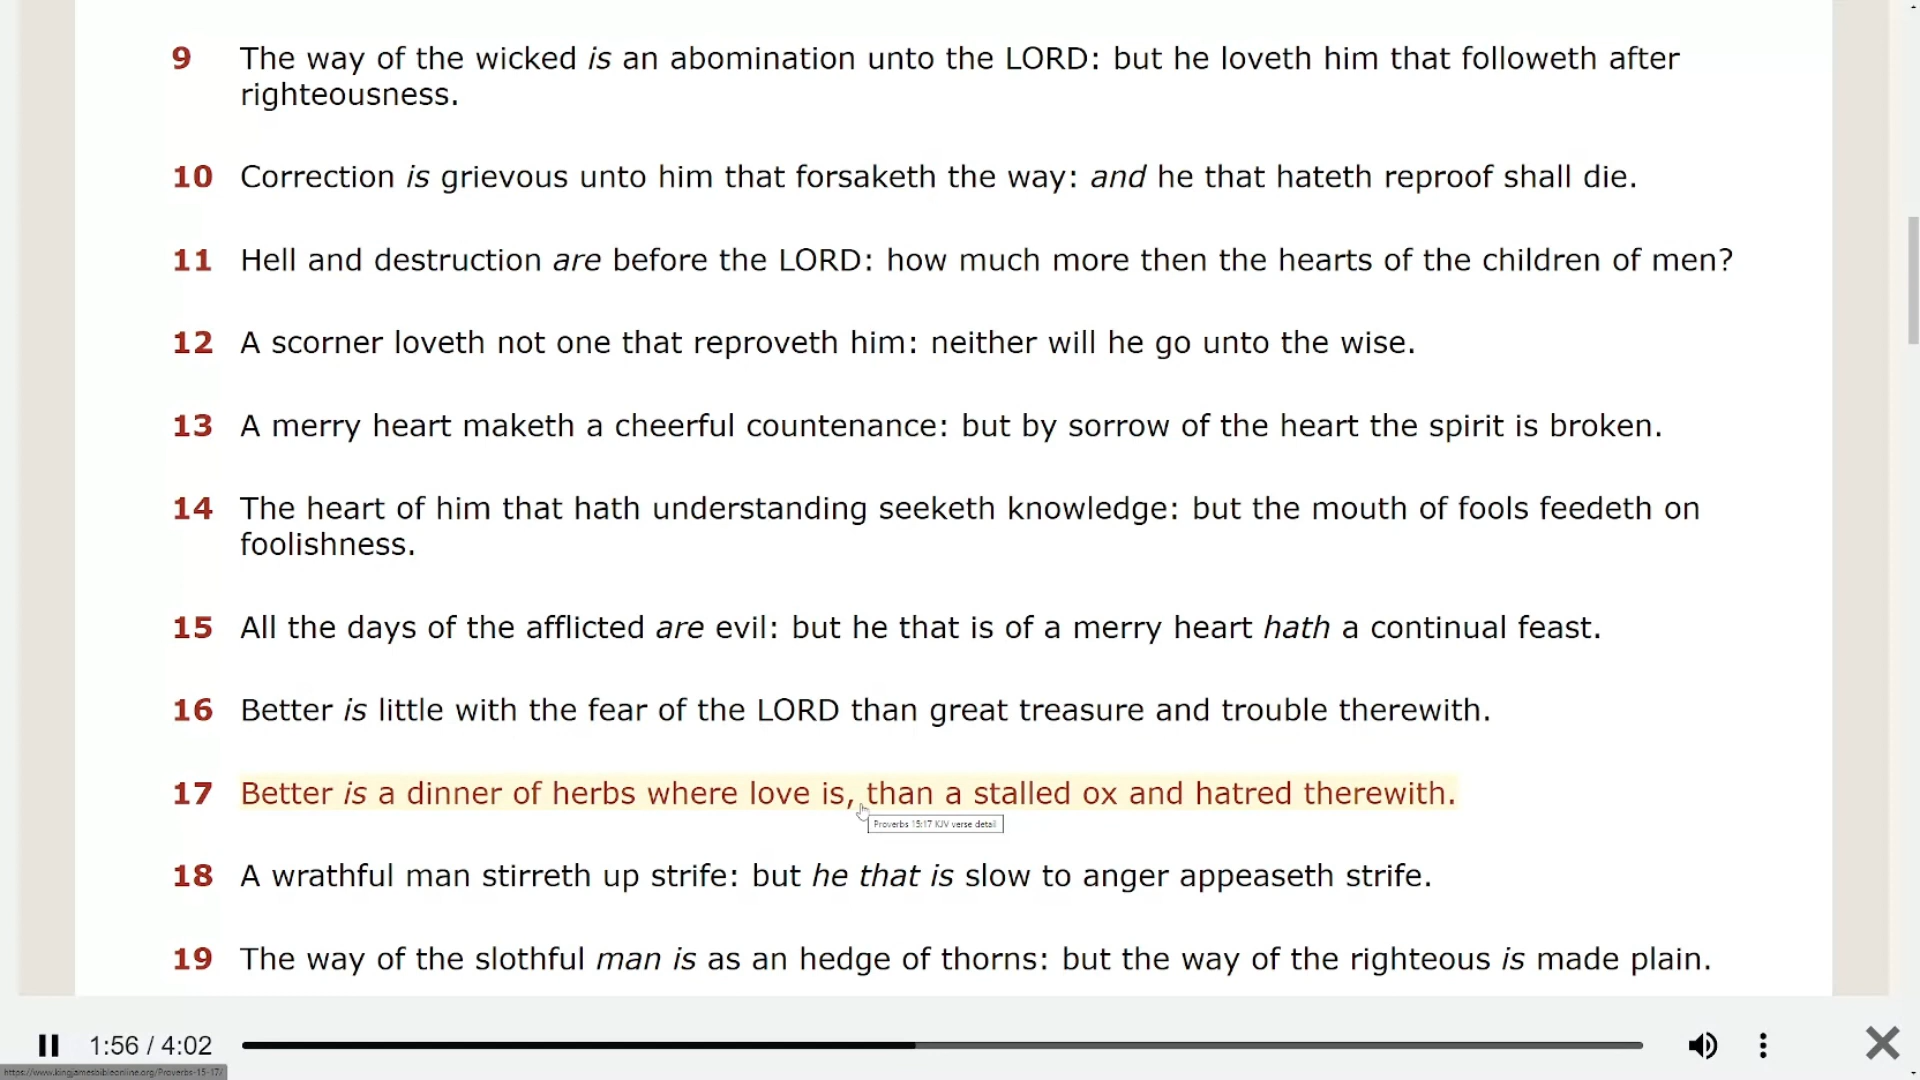 9 The way of the wicked is an abomination unto the LORD: but he loveth him that followeth after
righteousness.
10 Correction is grievous unto him that forsaketh the way: and he that hateth reproof shall die.
11 Hell and destruction are before the LORD: how much more then the hearts of the children of men?
12 A scorner loveth not one that reproveth him: neither will he go unto the wise.
13 A merry heart maketh a cheerful countenance: but by sorrow of the heart the spirit is broken.
14 The heart of him that hath understanding seeketh knowledge: but the mouth of fools feedeth on
foolishness.
15 All the days of the afflicted are evil: but he that is of a merry heart hath a continual feast.
16 Better is little with the fear of the LORD than great treasure and trouble therewith.
17 Better is a dinner of herbs where love is, than a stalled ox and hatred therewith.
Proverbs 15:17 KJV verse detail
18 A wrathful man stirreth up strife: but he that is slow to anger appeaseth strife.
19 The way of the slothful man is as an hedge of thorns: but the way of the righteous is made plain.
1:56 / 4:02
https://www.kingjamesbibleonline.org/Proverbs-15-17/